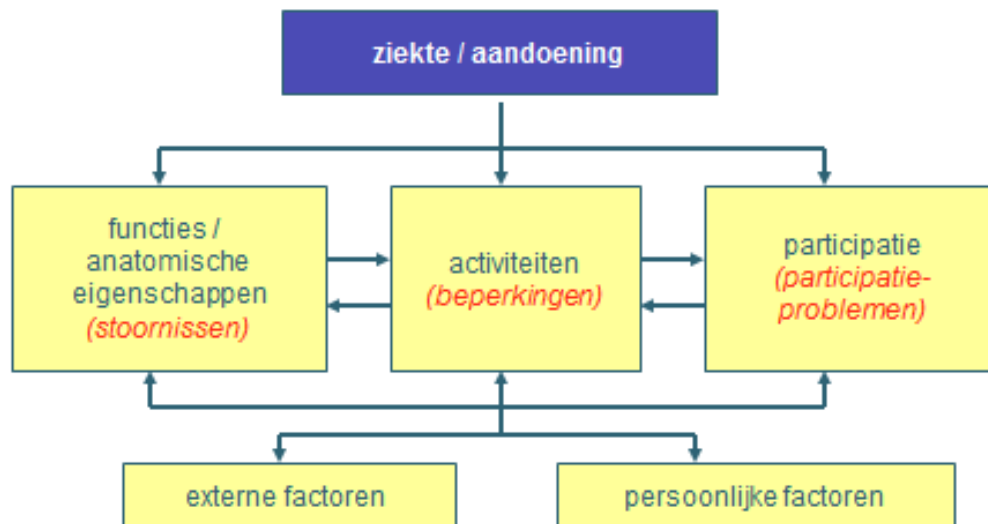 ziekte / aandoening
functies /
anatomische
eigenschappen
(stoornissen)
activiteiten
(beperkingen)
participatie
(participatie-
problemen)
externe factoren
persoonlijke factoren